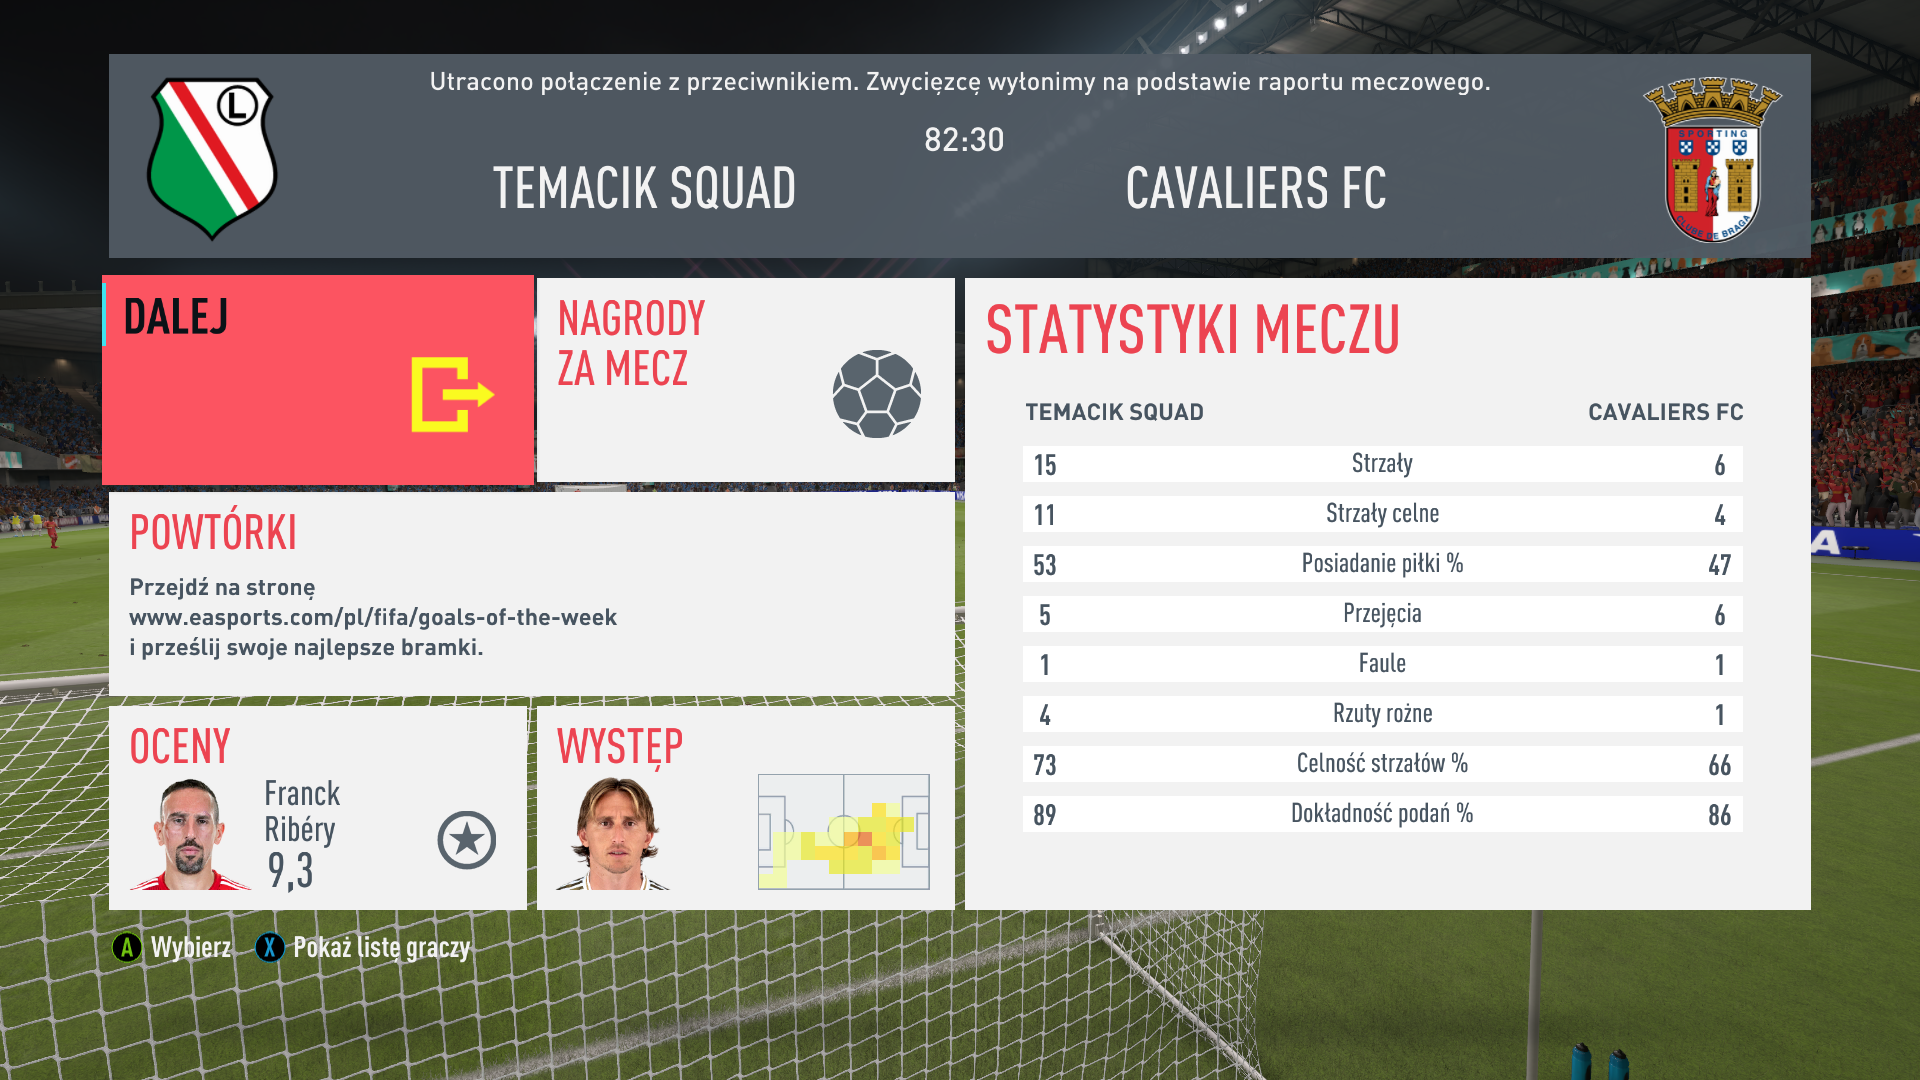 Utracono połączenie z przeciwnikiem. Zwycięzcę wyłonimy na podstawie raportu meczowego.
82:30
TEMACIK SQUAD
CAVALIERS FC
L
SPORTING
CLUBE DE BRAGA
DALEJ
NAGRODY
ZA MECZ
POWTÓRKI
Przejdź na stronę
www.easports.com/pl/fifa/goals-of-the-week
i prześlij swoje najlepsze bramki.
OCENY
Franck
Ribéry
9,3
WYSTĘP
STATYSTYKI MECZU
TEMACIK SQUAD CAVALIERS FC
15 Strzały 6
11 Strzały celne 4
53 Posiadanie piłki % 47
5 Przejęcia 6
1 Faule 1
4 Rzuty rożne 1
73 Celność strzałów % 66
89 Dokładność podań % 86
A Wybierz X Pokaż listę graczy